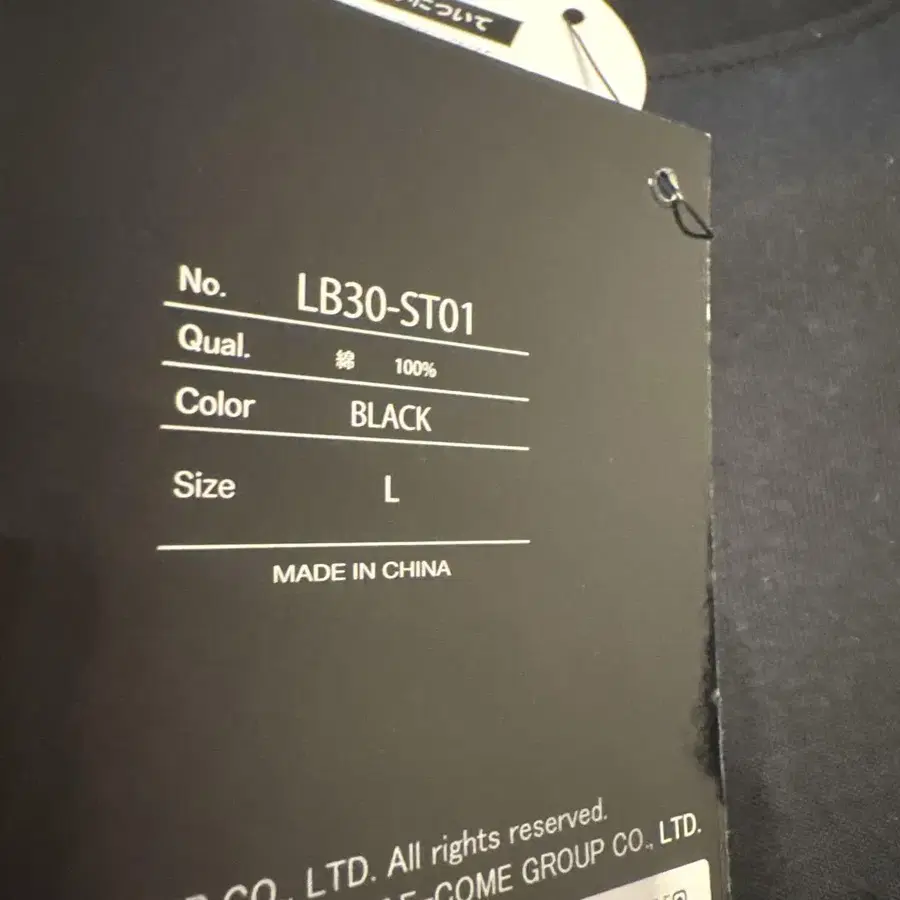 について
No. LB30-ST01
Qual. 綿 100%
Color BLACK
Size L
MADE IN CHINA
CO., LTD. All rights reserved.
-COME GROUP CO., LTD.